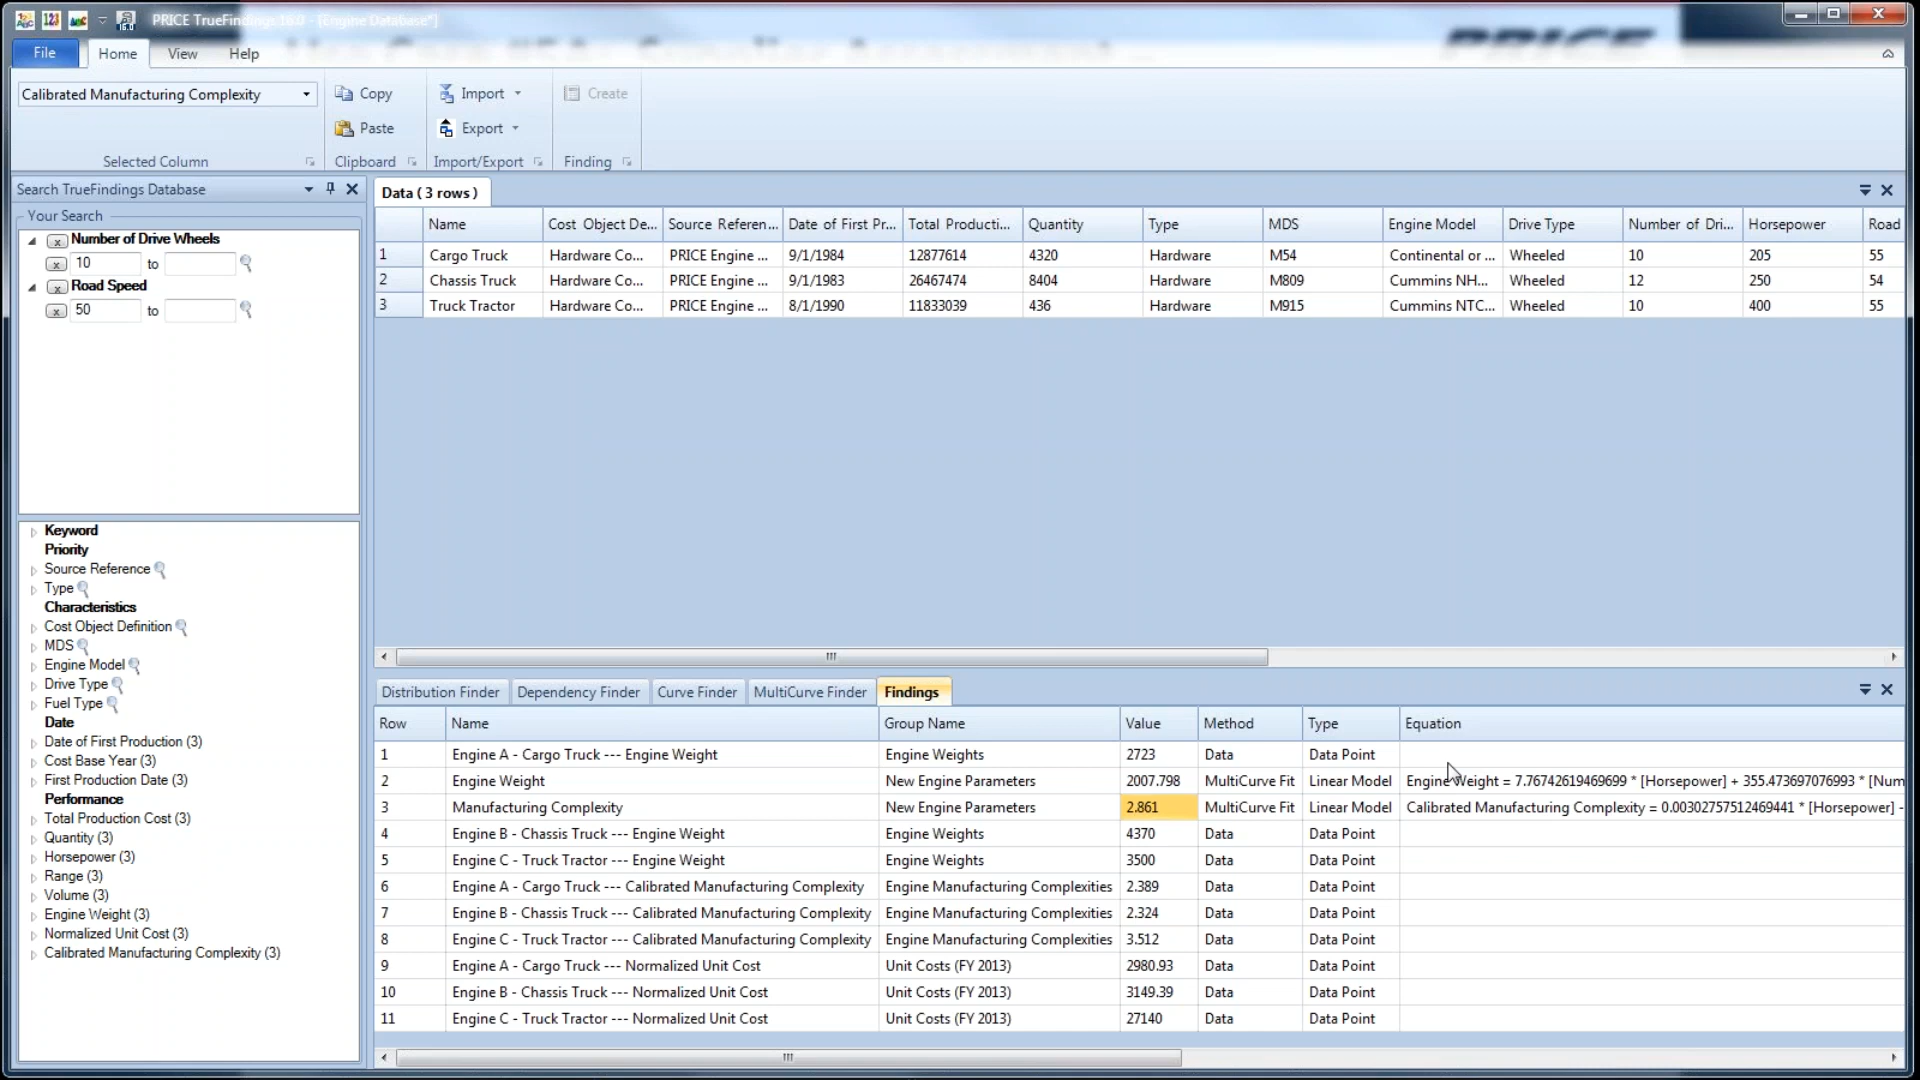 PRICE TrueFindings 16.0 - [Engine Database*]
File Home View Help
Calibrated Manufacturing Complexity
Copy
Import
Create
Paste
Export
Selected Column
Clipboard
Import/Export
Finding
Search TrueFindings Database
Your Search
Number of Drive Wheels
10 to
Road Speed
50 to
Keyword
Priority
Source Reference
Type
Characteristics
Cost Object Definition
MDS
Engine Model
Drive Type
Fuel Type
Date
Date of First Production (3)
Cost Base Year (3)
First Production Date (3)
Performance
Total Production Cost (3)
Quantity (3)
Horsepower (3)
Range (3)
Volume (3)
Engine Weight (3)
Normalized Unit Cost (3)
Calibrated Manufacturing Complexity (3)
Data ( 3 rows )
Name Cost Object De... Source Referen... Date of First Pr... Total Producti... Quantity Type MDS Engine Model Drive Type Number of Dri... Horsepower Road
1 Cargo Truck Hardware Co... PRICE Engine ... 9/1/1984 12877614 4320 Hardware M54 Continental or ... Wheeled 10 205 55
2 Chassis Truck Hardware Co... PRICE Engine ... 9/1/1983 26467474 8404 Hardware M809 Cummins NH... Wheeled 12 250 54
3 Truck Tractor Hardware Co... PRICE Engine ... 8/1/1990 11833039 436 Hardware M915 Cummins NTC... Wheeled 10 400 55
Distribution Finder Dependency Finder Curve Finder MultiCurve Finder Findings
Row Name Group Name Value Method Type Equation
1 Engine A - Cargo Truck --- Engine Weight Engine Weights 2723 Data Data Point
2 Engine Weight New Engine Parameters 2007.798 MultiCurve Fit Linear Model Engine Weight = 7.76742619469699 * [Horsepower] + 355.473697076993 * [Num
3 Manufacturing Complexity New Engine Parameters 2.861 MultiCurve Fit Linear Model Calibrated Manufacturing Complexity = 0.00302757512469441 * [Horsepower] -
4 Engine B - Chassis Truck --- Engine Weight Engine Weights 4370 Data Data Point
5 Engine C - Truck Tractor --- Engine Weight Engine Weights 3500 Data Data Point
6 Engine A - Cargo Truck --- Calibrated Manufacturing Complexity Engine Manufacturing Complexities 2.389 Data Data Point
7 Engine B - Chassis Truck --- Calibrated Manufacturing Complexity Engine Manufacturing Complexities 2.324 Data Data Point
8 Engine C - Truck Tractor --- Calibrated Manufacturing Complexity Engine Manufacturing Complexities 3.512 Data Data Point
9 Engine A - Cargo Truck --- Normalized Unit Cost Unit Costs (FY 2013) 2980.93 Data Data Point
10 Engine B - Chassis Truck --- Normalized Unit Cost Unit Costs (FY 2013) 3149.39 Data Data Point
11 Engine C - Truck Tractor --- Normalized Unit Cost Unit Costs (FY 2013) 27140 Data Data Point